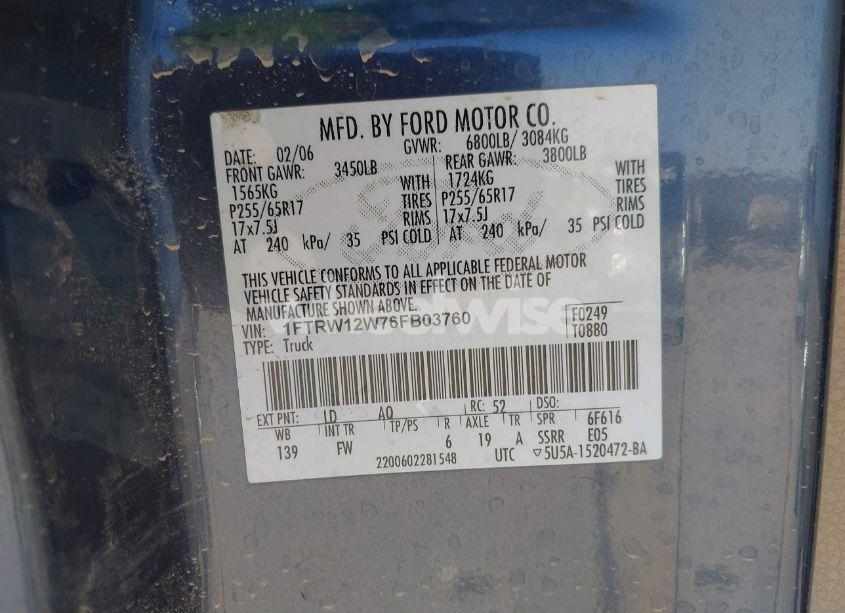 MFD. BY FORD MOTOR CO.
DATE: 02/06 GVWR: 6800LB/ 3084KG
FRONT GAWR: 3450LB REAR GAWR: 3800LB
1565KG WITH 1724KG WITH
P255/65R17 TIRES P255/65R17 TIRES
17x7.5J RIMS 17x7.5J RIMS
AT 240 kPa/ 35 PSI COLD AT 240 kPa/ 35 PSI COLD
THIS VEHICLE CONFORMS TO ALL APPLICABLE FEDERAL MOTOR
VEHICLE SAFETY STANDARDS IN EFFECT ON THE DATE OF
MANUFACTURE SHOWN ABOVE.
VIN: 1FTRW12W76FB03760 F0249
TYPE: Truck T0880
EXT PNT: LD AQ RC: 52 DSO:
WB INT TR TP/PS R AXLE TR SPR 6F616
139 FW 6 19 A SSRR E05
2200602281548 UTC ▽5U5A-1520472-BA